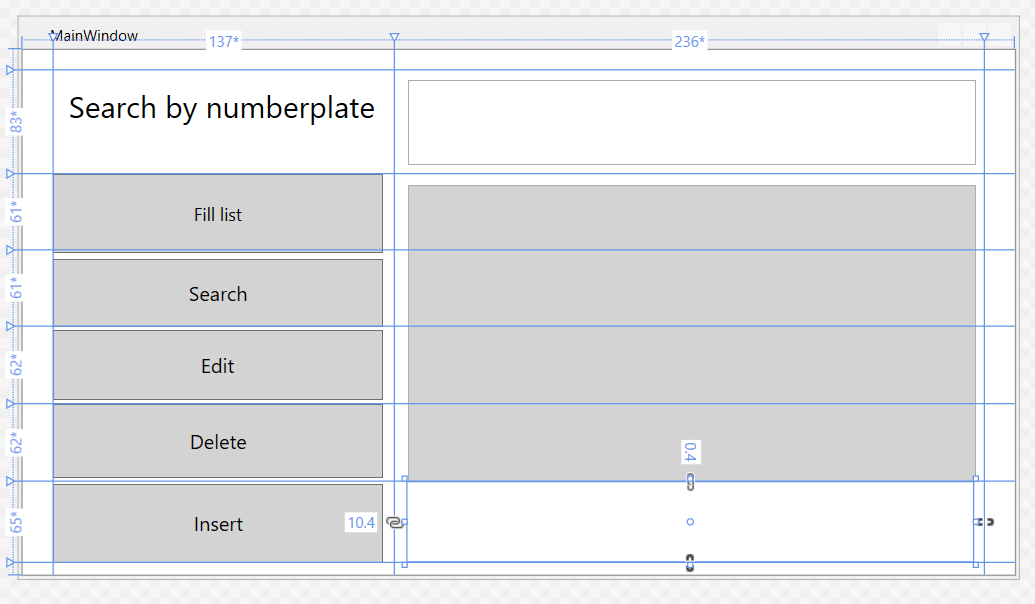 MainWindow
137*
236*
83*
Search by numberplate
61*
Fill list
61*
Search
62*
Edit
62*
Delete
0.4
65*
Insert
10.4